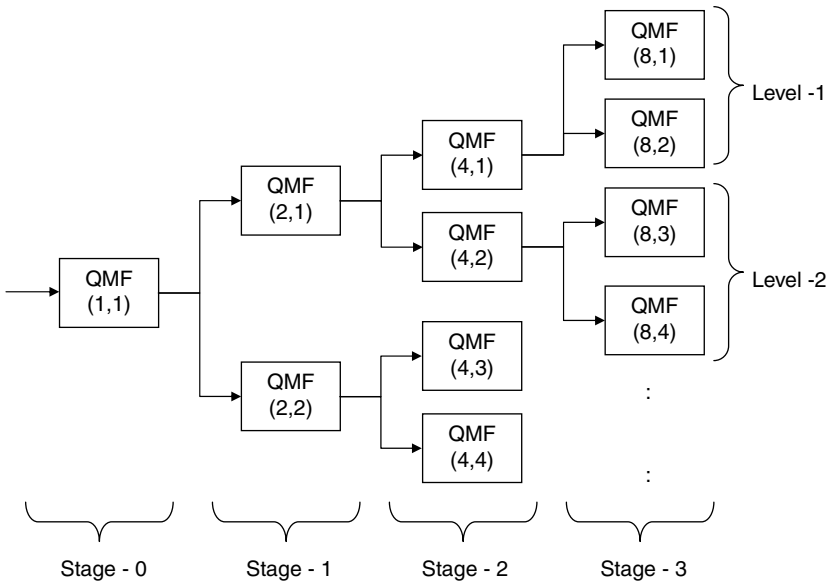 QMF
(1,1)
QMF
(2,1)
QMF
(2,2)
QMF
(4,1)
QMF
(4,2)
QMF
(4,3)
QMF
(4,4)
QMF
(8,1)
QMF
(8,2)
QMF
(8,3)
QMF
(8,4)
:
:
Level -1
Level -2
Stage - 0
Stage - 1
Stage - 2
Stage - 3